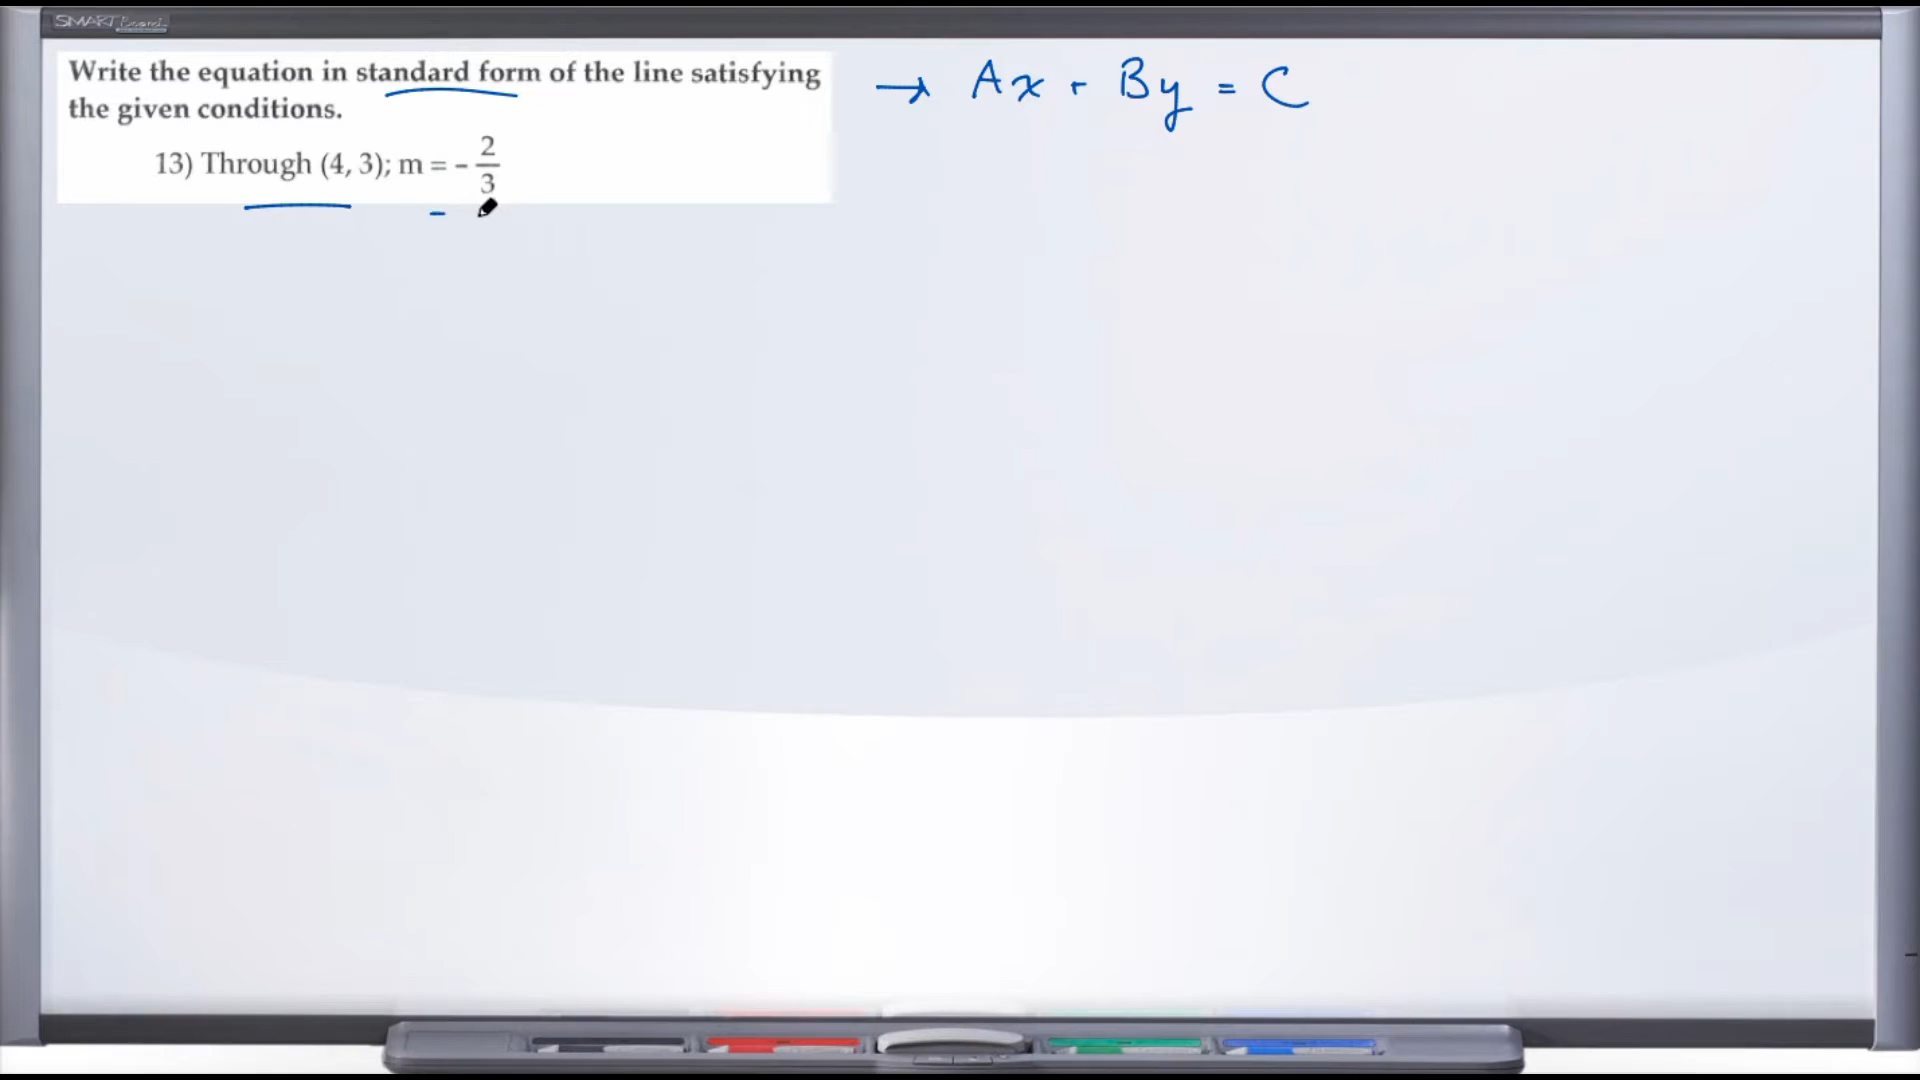 SMART Board
Write the equation in standard form of the line satisfying → Ax + By = C
the given conditions.
13) Through (4, 3); m = - 2/3